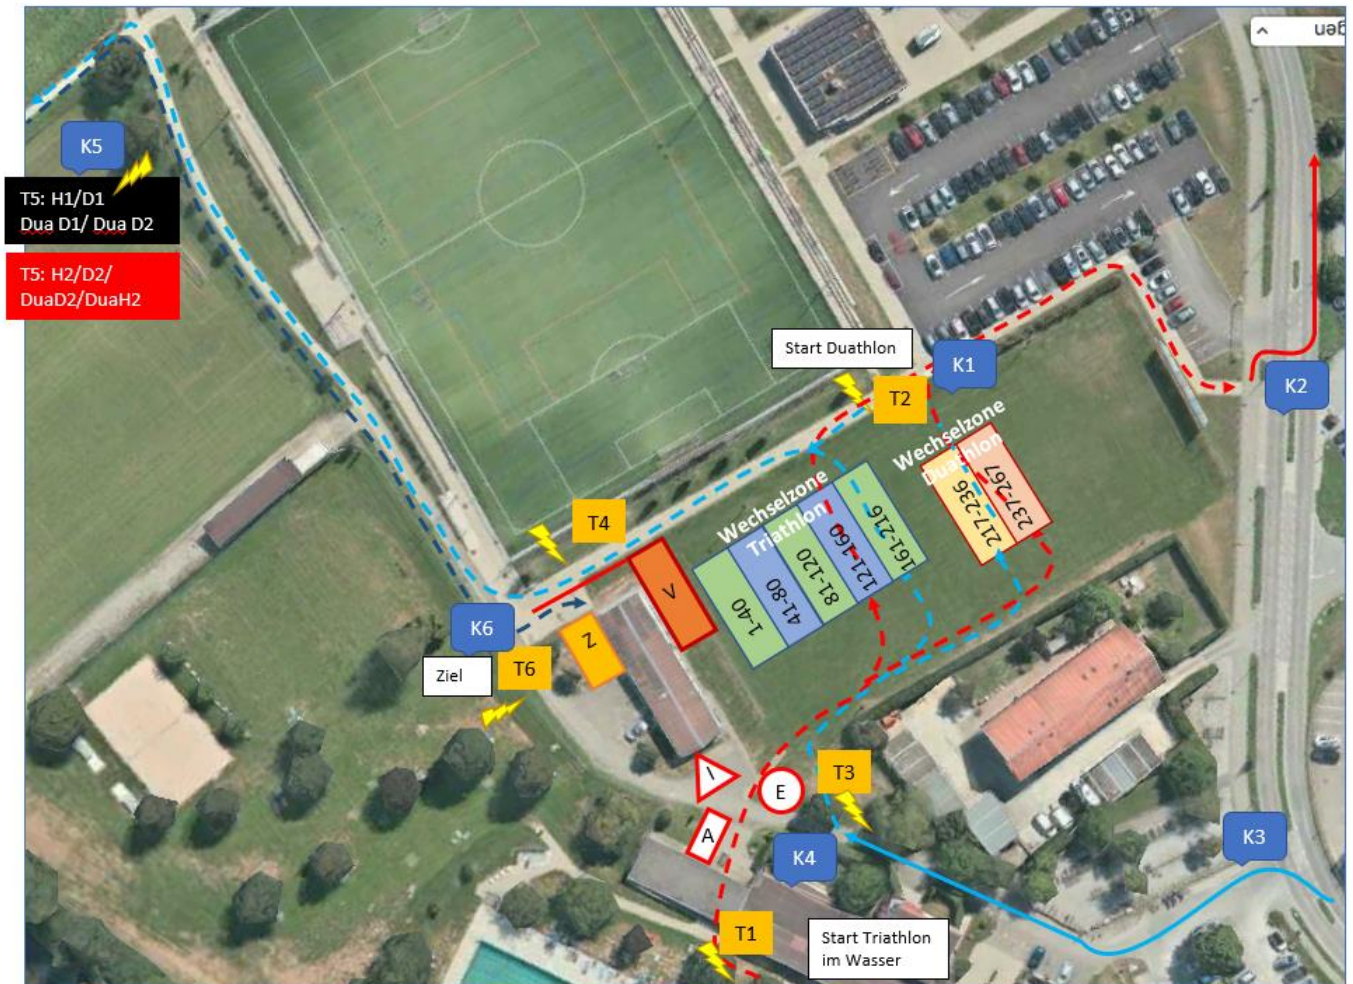 gen
K5
T5: H1/D1
Dua D1/ Dua D2
T5: H2/D2/
DuaD2/DuaH2
Start Duathlon
K1
T2
K2
Wechselzone
Duathlon
217-236
237-267
Wechselzone
Triathlon
1-40
41-80
81-120
121-160
161-216
T4
V
K6
Z
Ziel
T6
I
E
T3
A
K4
K3
T1
Start Triathlon
im Wasser